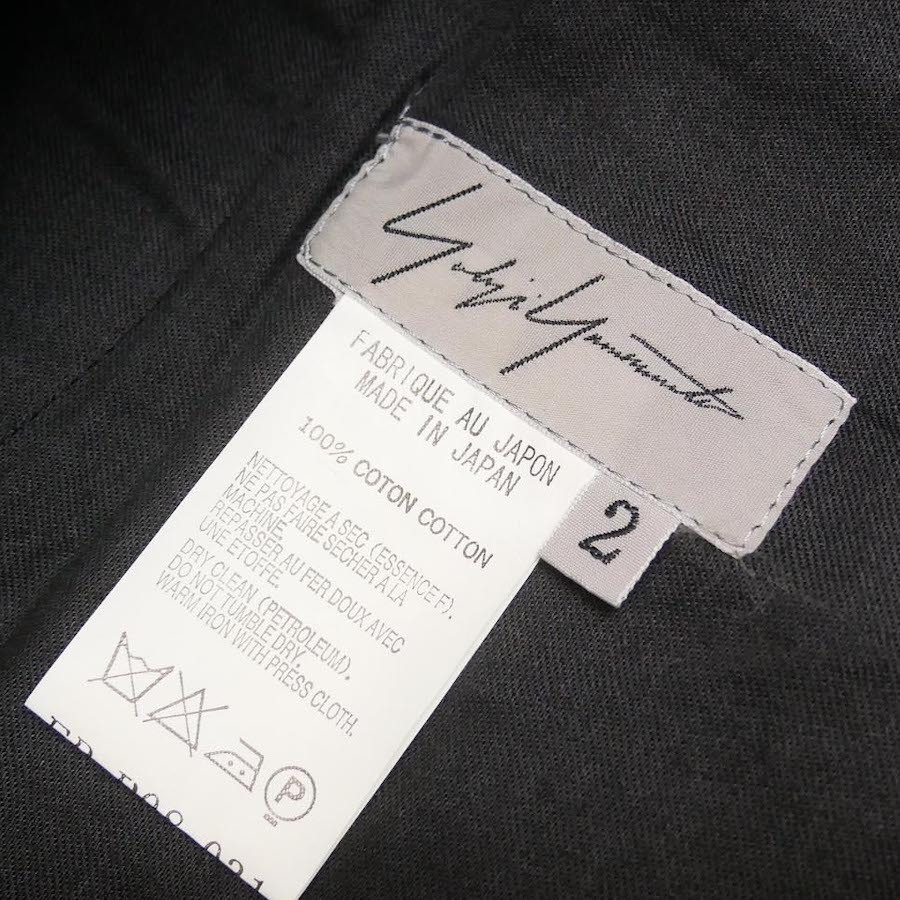 Yohji Yamamoto
2
FABRIQUE AU JAPON
MADE IN JAPAN
100% COTON COTTON
NETTOYAGE A SEC (ESSENCE F).
NE PAS FAIRE SECHER A LA
MACHINE.
REPASSER AU FER DOUX AVEC
UNE ETOFFE.
DRY CLEAN. (PETROLEUM).
DO NOT TUMBLE DRY.
WARM IRON WITH PRESS CLOTH.
P